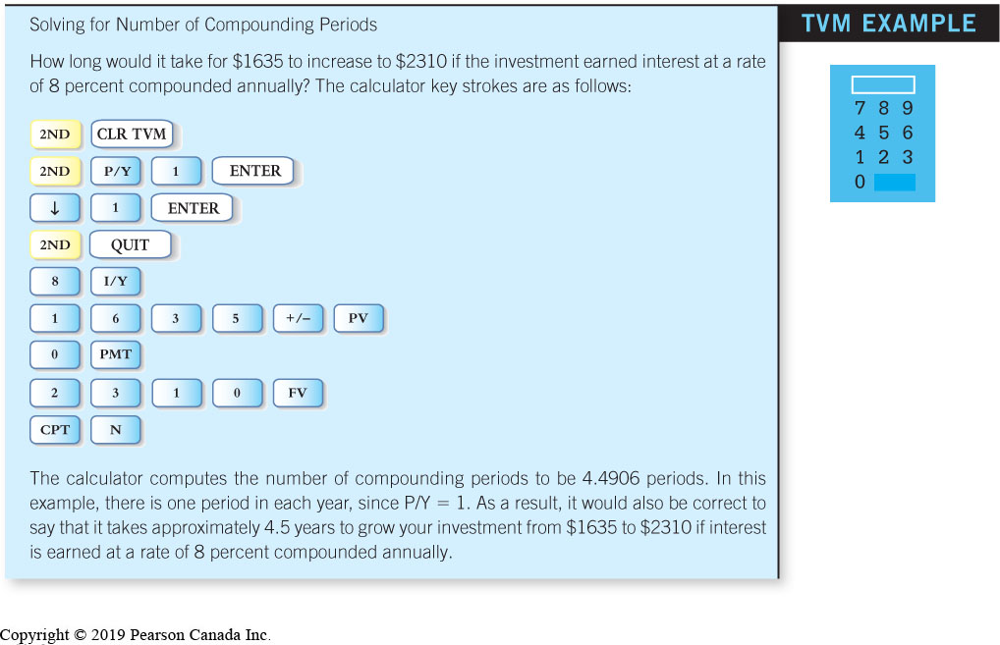 Solving for Number of Compounding Periods
TVM EXAMPLE
How long would it take for $1635 to increase to $2310 if the investment earned interest at a rate
of 8 percent compounded annually? The calculator key strokes are as follows:
2ND CLR TVM
2ND P/Y 1 ENTER
↓ 1 ENTER
2ND QUIT
8 I/Y
1 6 3 5 +/− PV
0 PMT
2 3 1 0 FV
CPT N
7 8 9
4 5 6
1 2 3
0
The calculator computes the number of compounding periods to be 4.4906 periods. In this
example, there is one period in each year, since P/Y = 1. As a result, it would also be correct to
say that it takes approximately 4.5 years to grow your investment from $1635 to $2310 if interest
is earned at a rate of 8 percent compounded annually.
Copyright © 2019 Pearson Canada Inc.